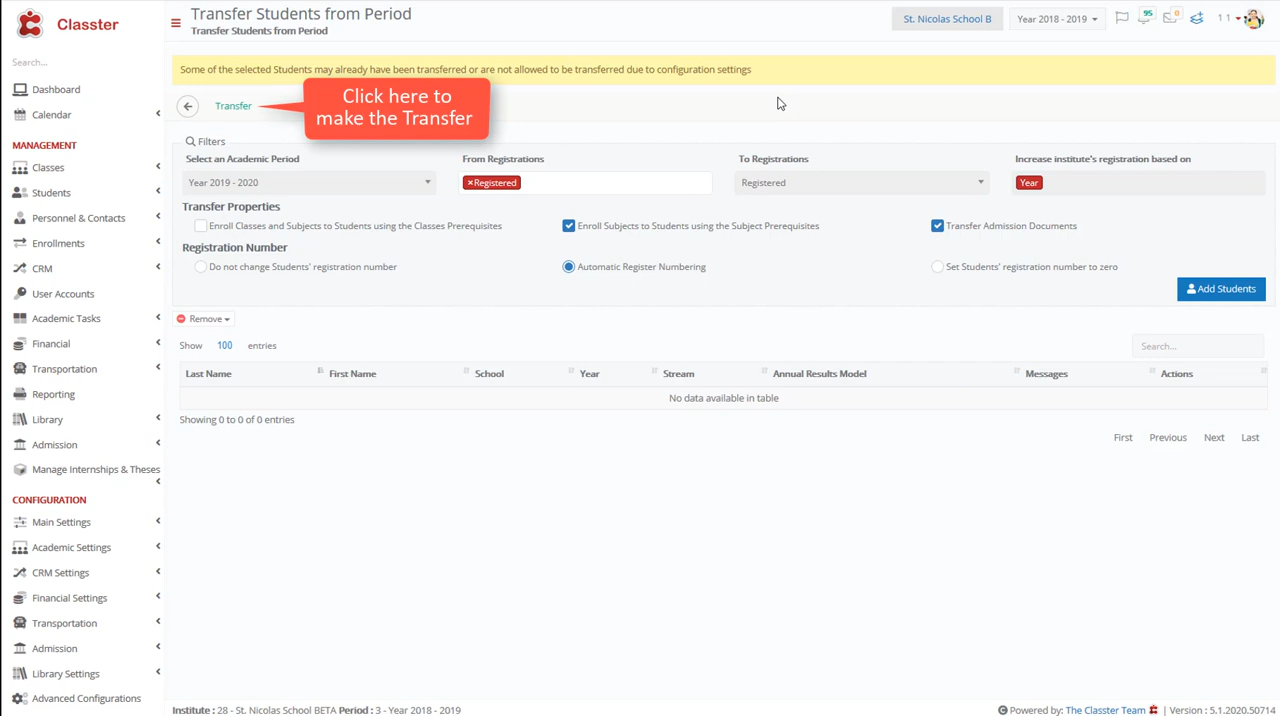 Classter
Transfer Students from Period
Transfer Students from Period
St. Nicolas School B
Year 2018 - 2019
95
0
1 1
Search...
Some of the selected Students may already have been transferred or are not allowed to be transferred due to configuration settings
Dashboard
Calendar
MANAGEMENT
Classes
Students
Personnel & Contacts
Enrollments
CRM
User Accounts
Academic Tasks
Financial
Transportation
Reporting
Library
Admission
Manage Internships & Theses
CONFIGURATION
Main Settings
Academic Settings
CRM Settings
Financial Settings
Transportation
Admission
Library Settings
Advanced Configurations
Transfer
Click here to
make the Transfer
Filters
Select an Academic Period
From Registrations
To Registrations
Increase institute's registration based on
Year 2019 - 2020
×Registered
Registered
Year
Transfer Properties
Enroll Classes and Subjects to Students using the Classes Prerequisites
Enroll Subjects to Students using the Subject Prerequisites
Transfer Admission Documents
Registration Number
Do not change Students' registration number
Automatic Register Numbering
Set Students' registration number to zero
Add Students
Remove
Show 100 entries
Search...
Last Name
First Name
School
Year
Stream
Annual Results Model
Messages
Actions
No data available in table
Showing 0 to 0 of 0 entries
First
Previous
Next
Last
Institute : 28 - St. Nicolas School BETA Period : 3 - Year 2018 - 2019
Powered by: The Classter Team | Version : 5.1.2020.50714